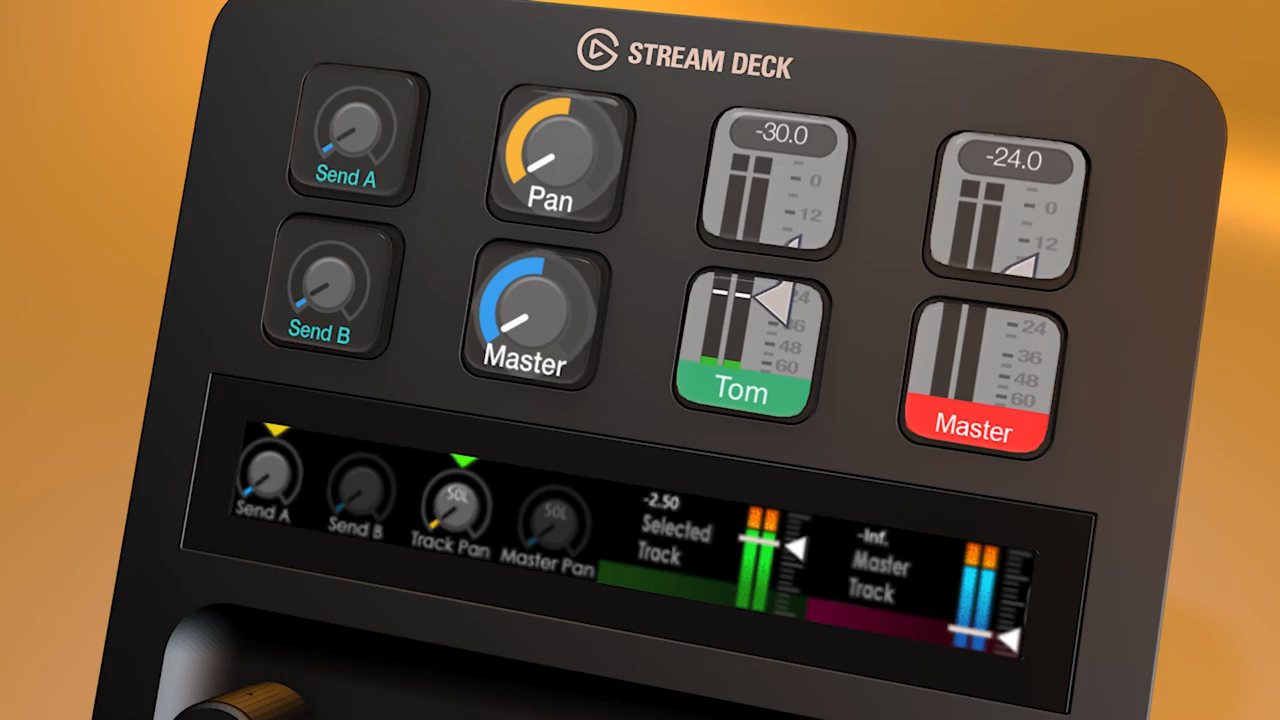 STREAM DECK
Send A
Pan
-30.0
0
12
-24.0
0
12
Send B
Master
24
36
48
60
Tom
24
36
48
60
Master
Send A
Send B
50L
Track Pan
50L
Master Pan
-2.50
Selected
Track
-Inf.
Master
Track